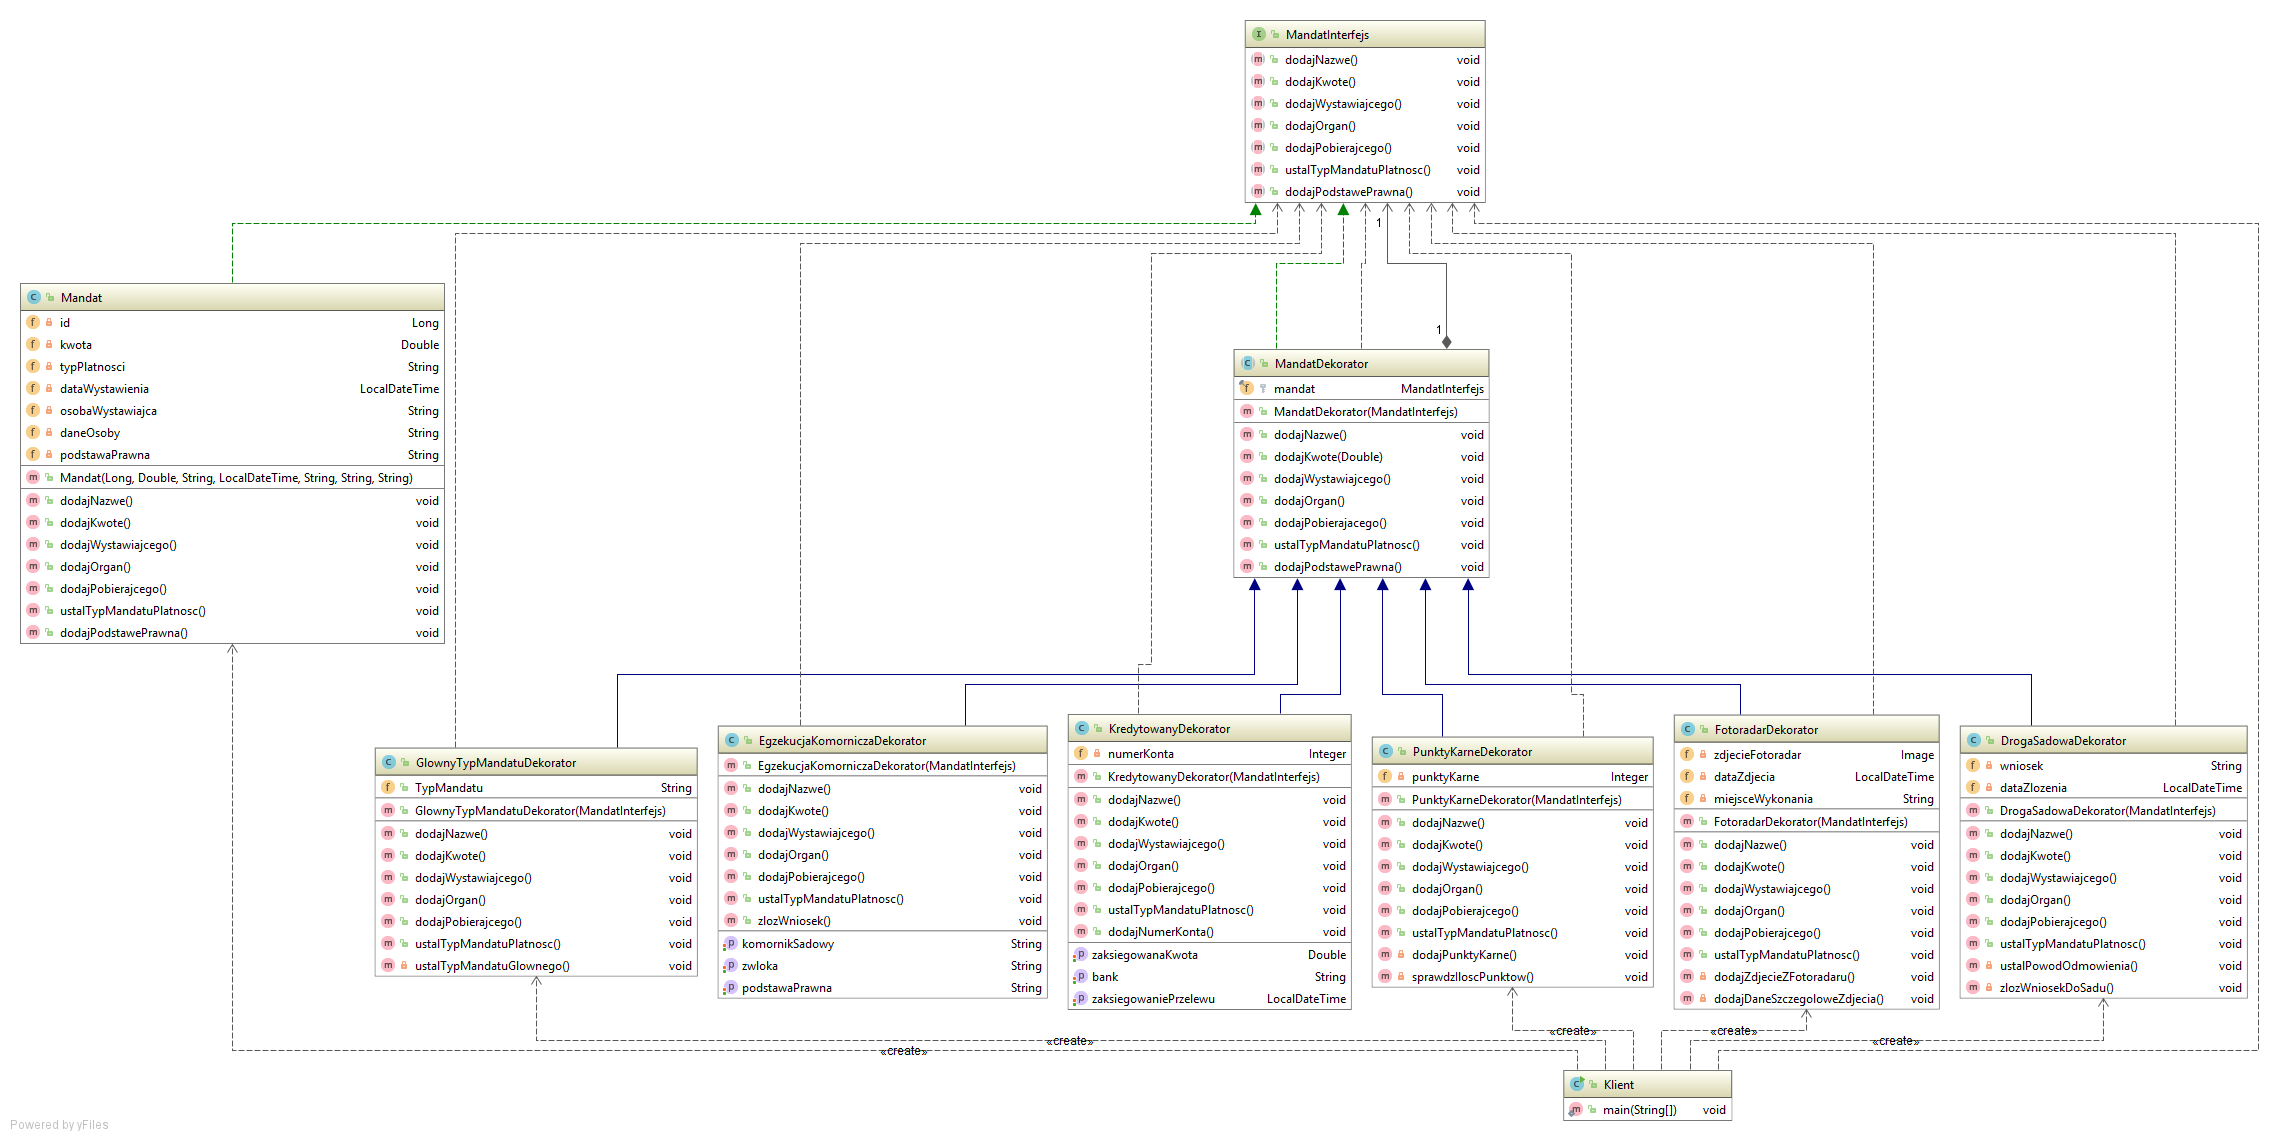 MandatInterfejs
dodajNazwe() void
dodajKwote() void
dodajWystawiajcego() void
dodajOrgan() void
dodajPobierajcego() void
ustalTypMandatuPlatnosc() void
dodajPodstawePrawna() void
1
1
Mandat
id Long
kwota Double
typPlatnosci String
dataWystawienia LocalDateTime
osobaWystawiajca String
daneOsoby String
podstawaPrawna String
Mandat(Long, Double, String, LocalDateTime, String, String, String)
dodajNazwe() void
dodajKwote() void
dodajWystawiajcego() void
dodajOrgan() void
dodajPobierajcego() void
ustalTypMandatuPlatnosc() void
dodajPodstawePrawna() void
MandatDekorator
mandat MandatInterfejs
MandatDekorator(MandatInterfejs)
dodajNazwe() void
dodajKwote(Double) void
dodajWystawiajcego() void
dodajOrgan() void
dodajPobierajacego() void
ustalTypMandatuPlatnosc() void
dodajPodstawePrawna() void
GlownyTypMandatuDekorator
TypMandatu String
GlownyTypMandatuDekorator(MandatInterfejs)
dodajNazwe() void
dodajKwote() void
dodajWystawiajcego() void
dodajOrgan() void
dodajPobierajcego() void
ustalTypMandatuPlatnosc() void
ustalTypMandatuGlownego() void
EgzekucjaKorniczaDekorator
EgzekucjaKomorniczaDekorator(MandatInterfejs)
dodajNazwe() void
dodajKwote() void
dodajWystawiajcego() void
dodajOrgan() void
dodajPobierajcego() void
ustalTypMandatuPlatnosc() void
zlozWniosek() void
komornikSadowy String
zwloka String
podstawaPrawna String
KredytowanyDekorator
numerKonta Integer
KredytowanyDekorator(MandatInterfejs)
dodajNazwe() void
dodajKwote() void
dodajWystawiajcego() void
dodajOrgan() void
dodajPobierajcego() void
ustalTypMandatuPlatnosc() void
dodajNumerKonta() void
zaksiegowanaKwota Double
bank String
zaksiegowaniePrzelewu LocalDateTime
PunktyKarneDekorator
punktyKarne Integer
PunktyKarneDekorator(MandatInterfejs)
dodajNazwe() void
dodajKwote() void
dodajWystawiajcego() void
dodajOrgan() void
dodajPobierajcego() void
ustalTypMandatuPlatnosc() void
dodajPunktyKarne() void
sprawdzIloscPunktow() void
FotoradarDekorator
zdjecieFotoradar Image
dataZdjecia LocalDateTime
miejsceWykonania String
FotoradarDekorator(MandatInterfejs)
dodajNazwe() void
dodajKwote() void
dodajWystawiajcego() void
dodajOrgan() void
dodajPobierajcego() void
ustalTypMandatuPlatnosc() void
dodajZdjecieZFotoradaru() void
dodajDaneSzczegoloweZdjecia() void
DrogaSadowaDekorator
wniosek String
dataZlozenia LocalDateTime
DrogaSadowaDekorator(MandatInterfejs)
dodajNazwe() void
dodajKwote() void
dodajWystawiajcego() void
dodajOrgan() void
dodajPobierajcego() void
ustalTypMandatuPlatnosc() void
ustalPowodOdmowienia() void
zlozWniosekDoSadu() void
«create»
«create»
«create»
«create»
«create»
Klient
main(String[]) void
Powered by yFiles